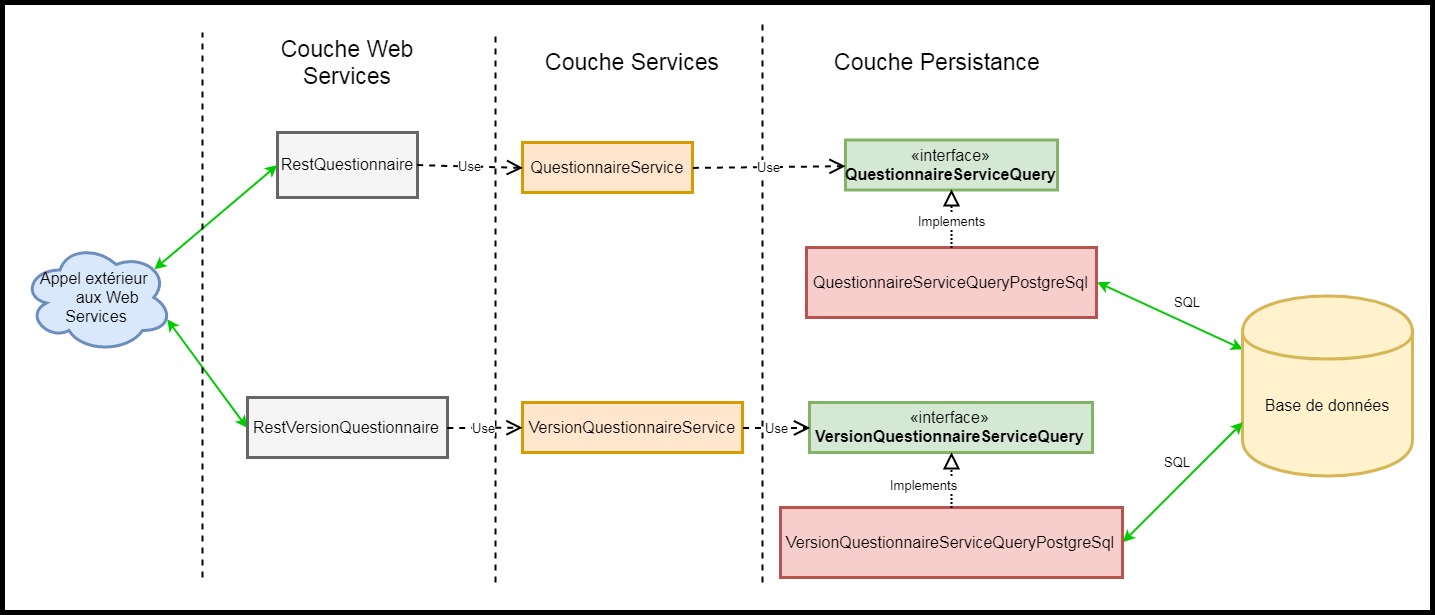 Couche Web
Services
Couche Services
Couche Persistance
RestQuestionnaire
Use
QuestionnaireService
Use
«interface»
QuestionnaireServiceQuery
Implements
QuestionnaireServiceQueryPostgreSql
SQL
Appel extérieur
aux Web
Services
Base de données
RestVersionQuestionnaire
Use
VersionQuestionnaireService
Use
«interface»
VersionQuestionnaireServiceQuery
Implements
SQL
VersionQuestionnaireServiceQueryPostgreSql